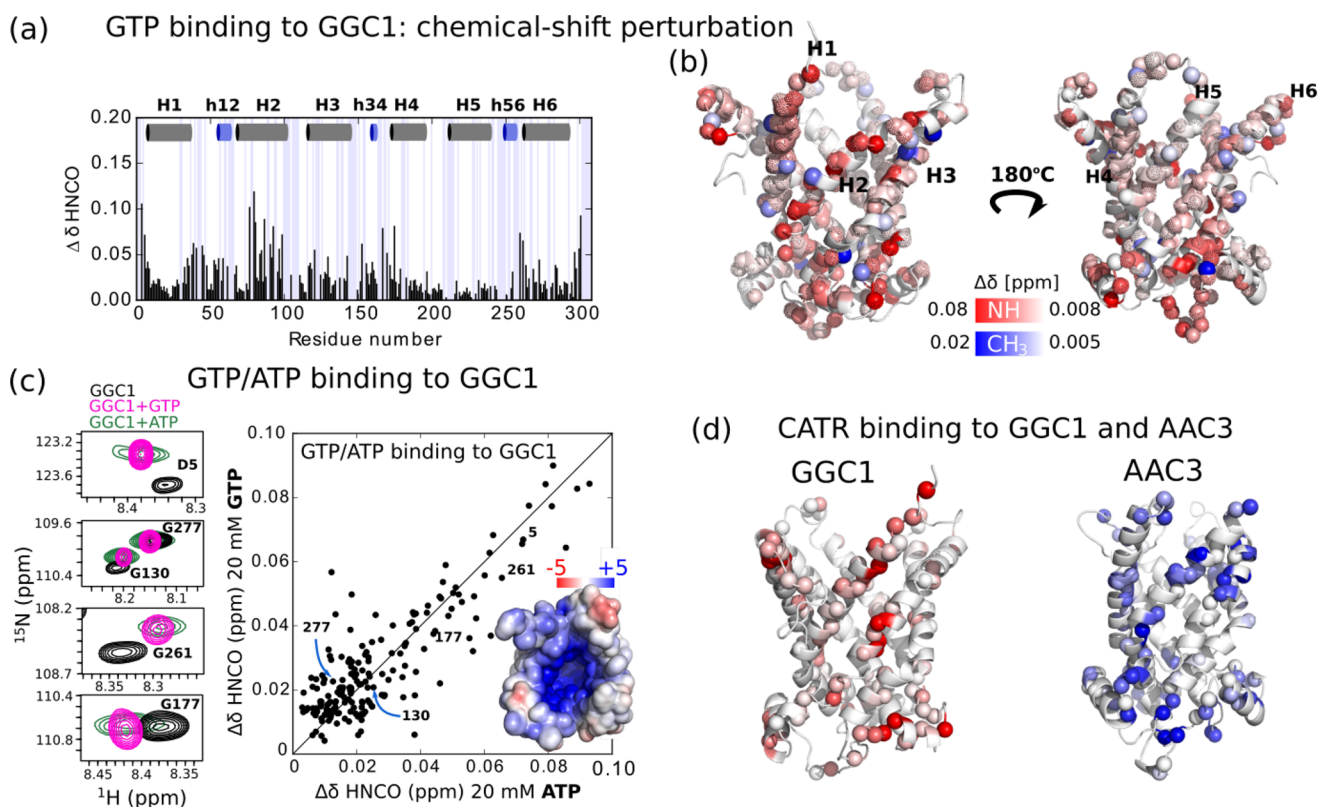 (a) GTP binding to GGC1: chemical-shift perturbation
H1 h12 H2 H3 h34 H4 H5 h56 H6
0.20
0.15
0.10
0.05
0.00
Δ δ HNCO
0 50 100 150 200 250 300
Residue number
(b)
H1
H2
H3
180°C
H5
H6
H4
Δδ [ppm]
0.08 NH 0.008
0.02 CH3 0.005
(c) GTP/ATP binding to GGC1
GGC1
GGC1+GTP
GGC1+ATP
123.2
123.6
D5
8.4 8.3
109.6
110.4
G277
G130
8.2 8.1
108.2
108.7
G261
8.35 8.3
110.4
110.8
G177
8.45 8.4 8.35
15N (ppm)
1H (ppm)
GTP/ATP binding to GGC1
0.10
0.08
0.06
0.04
0.02
0
Δδ HNCO (ppm) 20 mM GTP
5
261
277
177
130
-5 +5
0 0.02 0.04 0.06 0.08 0.10
Δδ HNCO (ppm) 20 mM ATP
(d) CATR binding to GGC1 and AAC3
GGC1 AAC3